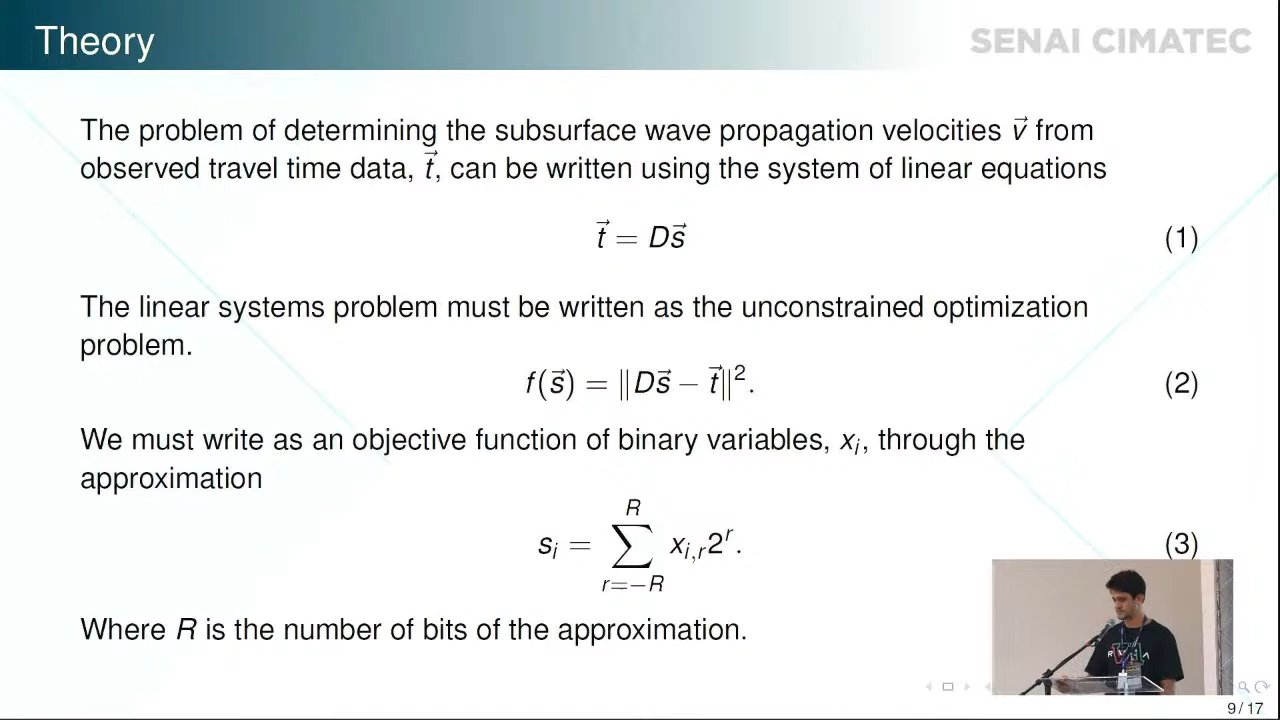 Theory
SENAI CIMATEC
The problem of determining the subsurface wave propagation velocities v⃗ from
observed travel time data, t⃗, can be written using the system of linear equations
t⃗ = Ds⃗ (1)
The linear systems problem must be written as the unconstrained optimization
problem.
f(s⃗) = ‖Ds⃗ − t⃗‖². (2)
We must write as an objective function of binary variables, xᵢ, through the
approximation
R
sᵢ = ∑ xᵢ,ᵣ2ʳ. (3)
r=−R
Where R is the number of bits of the approximation.
9 / 17